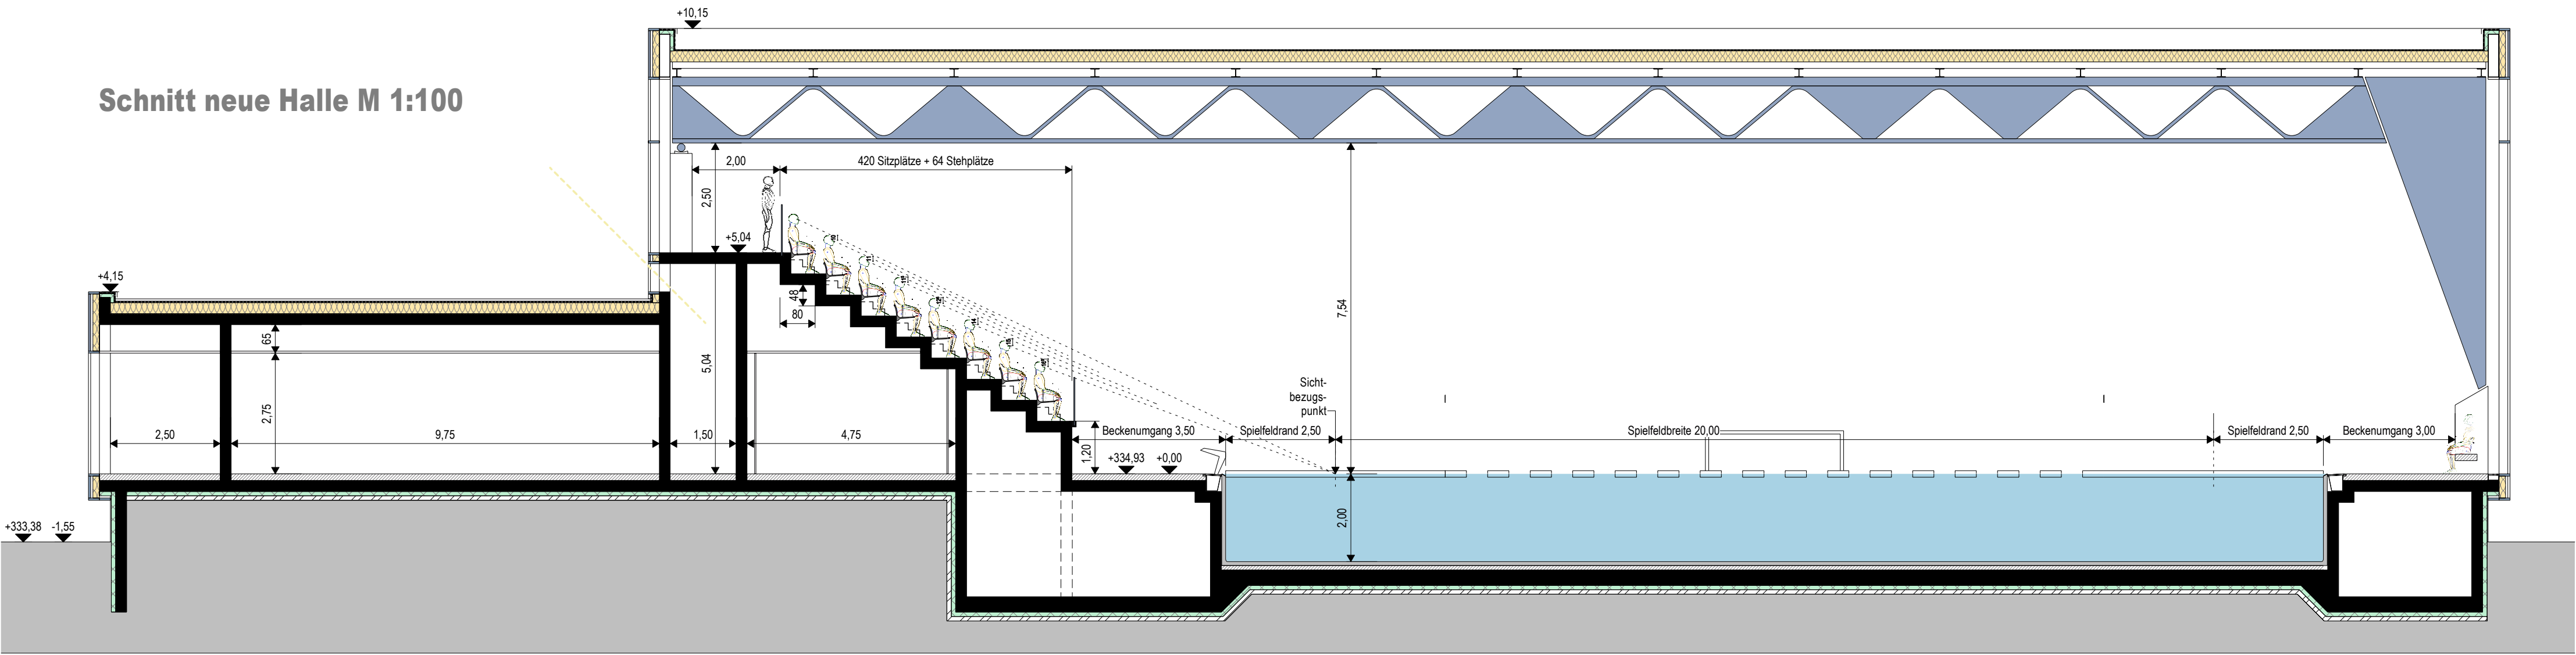 +10,15
Schnitt neue Halle M 1:100
2,00
420 Sitzplätze + 64 Stehplätze
2,50
+5,04
+4,15
48
80
7,54
65
5,04
2,75
Sicht-
bezugs-
punkt
2,50
9,75
1,50
4,75
1,20
Beckenumgang 3,50
Spielfeldrand 2,50
Spielfeldbreite 20,00
Spielfeldrand 2,50
Beckenumgang 3,00
+334,93
+0,00
2,00
+333,38
-1,55